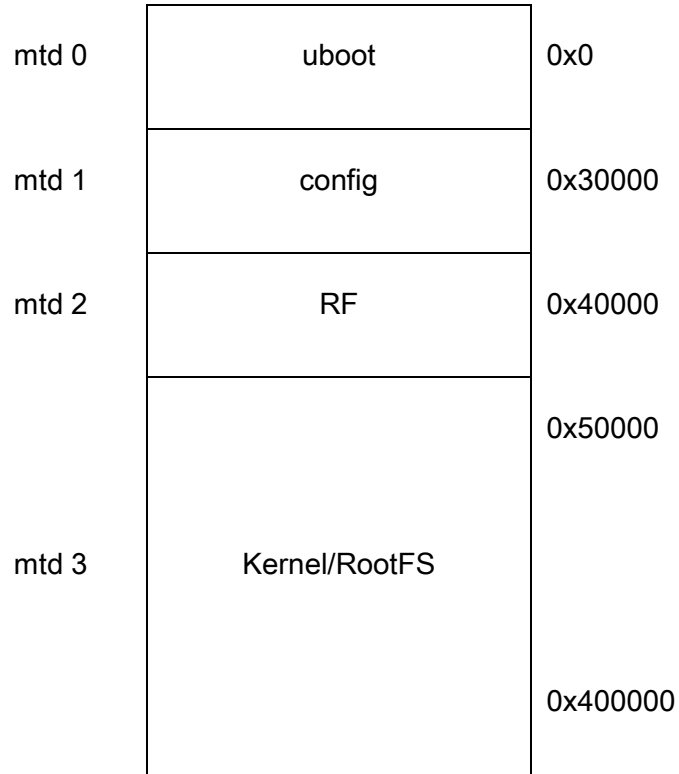 mtd 0 uboot 0x0
mtd 1 config 0x30000
mtd 2 RF 0x40000
0x50000
mtd 3 Kernel/RootFS
0x400000